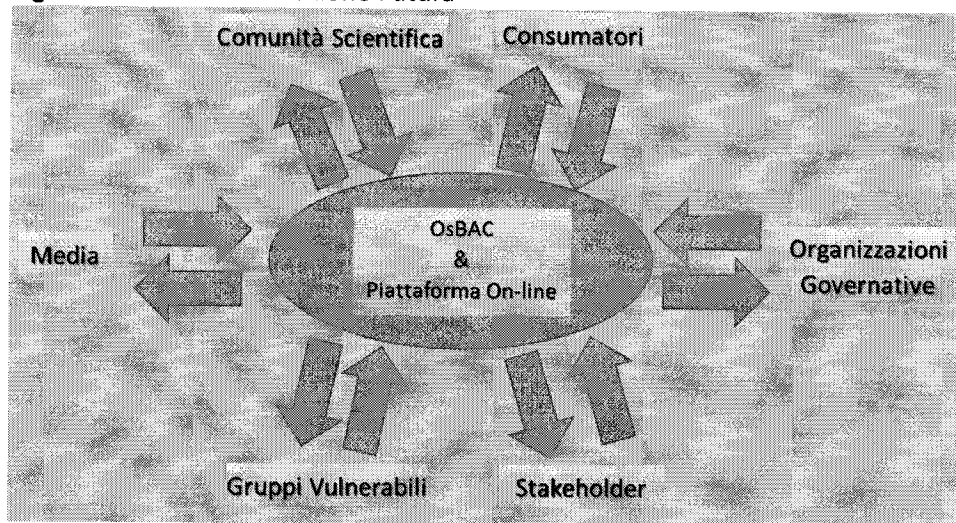 Comunità Scientifica
Consumatori
Media
OsBAC
&
Piattaforma On-line
Organizzazioni
Governative
Gruppi Vulnerabili
Stakeholder